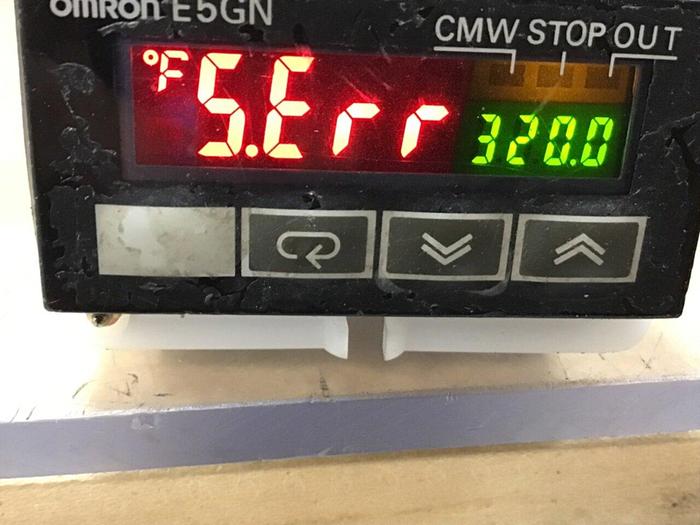 omron E5GN
CMW STOP OUT
°F S.Err
320.0